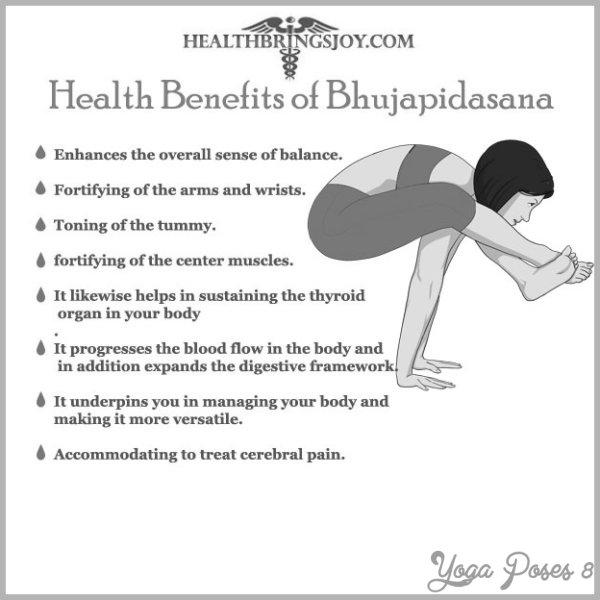 HEALTHBRINGSJOY.COM
Health Benefits of Bhujapidasana
Enhances the overall sense of balance.
Fortifying of the arms and wrists.
Toning of the tummy.
fortifying of the center muscles.
It likewise helps in sustaining the thyroid
organ in your body
.
It progresses the blood flow in the body and
in addition expands the digestive framework.
It underpins you in managing your body and
making it more versatile.
Accommodating to treat cerebral pain.
Yoga Poses 8